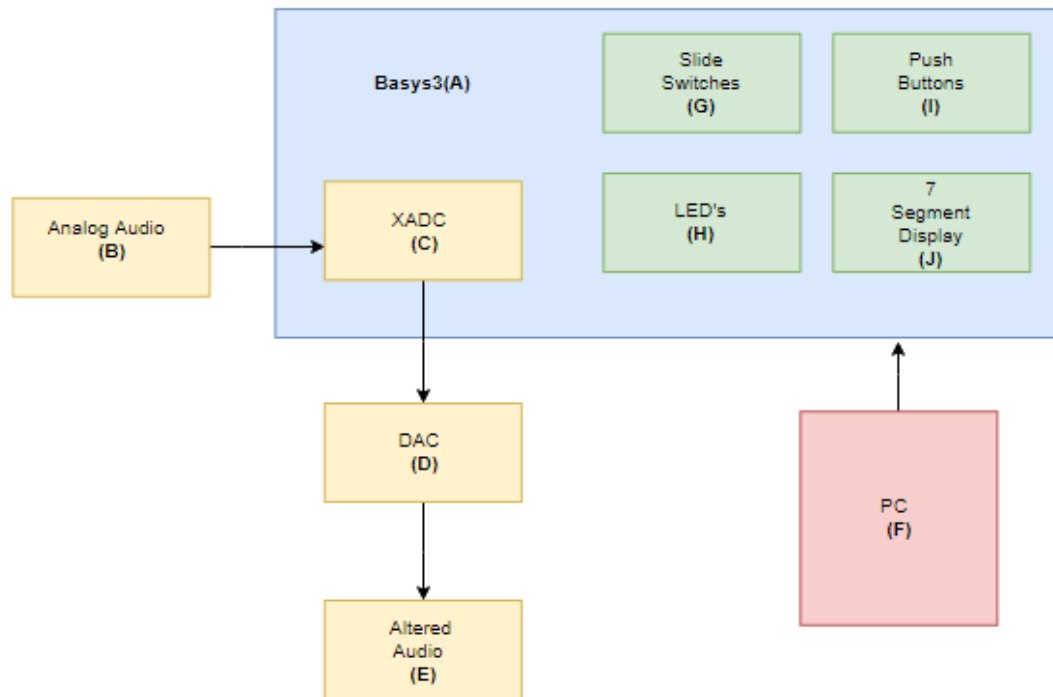 Basys3(A)
Slide
Switches
(G)
Push
Buttons
(I)
Analog Audio
(B)
XADC
(C)
LED's
(H)
7
Segment
Display
(J)
DAC
(D)
PC
(F)
Altered
Audio
(E)